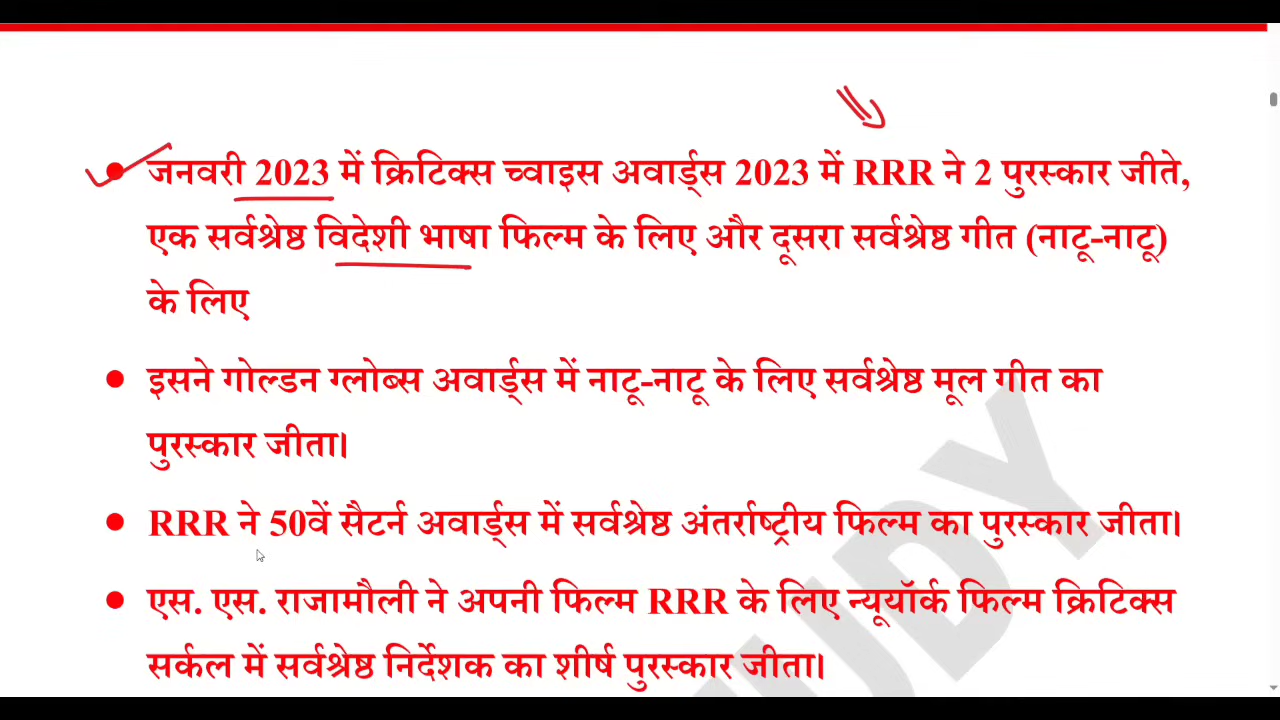 जनवरी 2023 में क्रिटिक्स च्वाइस अवार्ड्स 2023 में RRR ने 2 पुरस्कार जीते,
एक सर्वश्रेष्ठ विदेशी भाषा फिल्म के लिए और दूसरा सर्वश्रेष्ठ गीत (नाटू-नाटू)
के लिए
इसने गोल्डन ग्लोब्स अवार्ड्स में नाटू-नाटू के लिए सर्वश्रेष्ठ मूल गीत का
पुरस्कार जीता।
RRR ने 50वें सैटर्न अवार्ड्स में सर्वश्रेष्ठ अंतर्राष्ट्रीय फिल्म का पुरस्कार जीता।
एस. एस. राजामौली ने अपनी फिल्म RRR के लिए न्यूयॉर्क फिल्म क्रिटिक्स
सर्कल में सर्वश्रेष्ठ निर्देशक का शीर्ष पुरस्कार जीता।
UDY